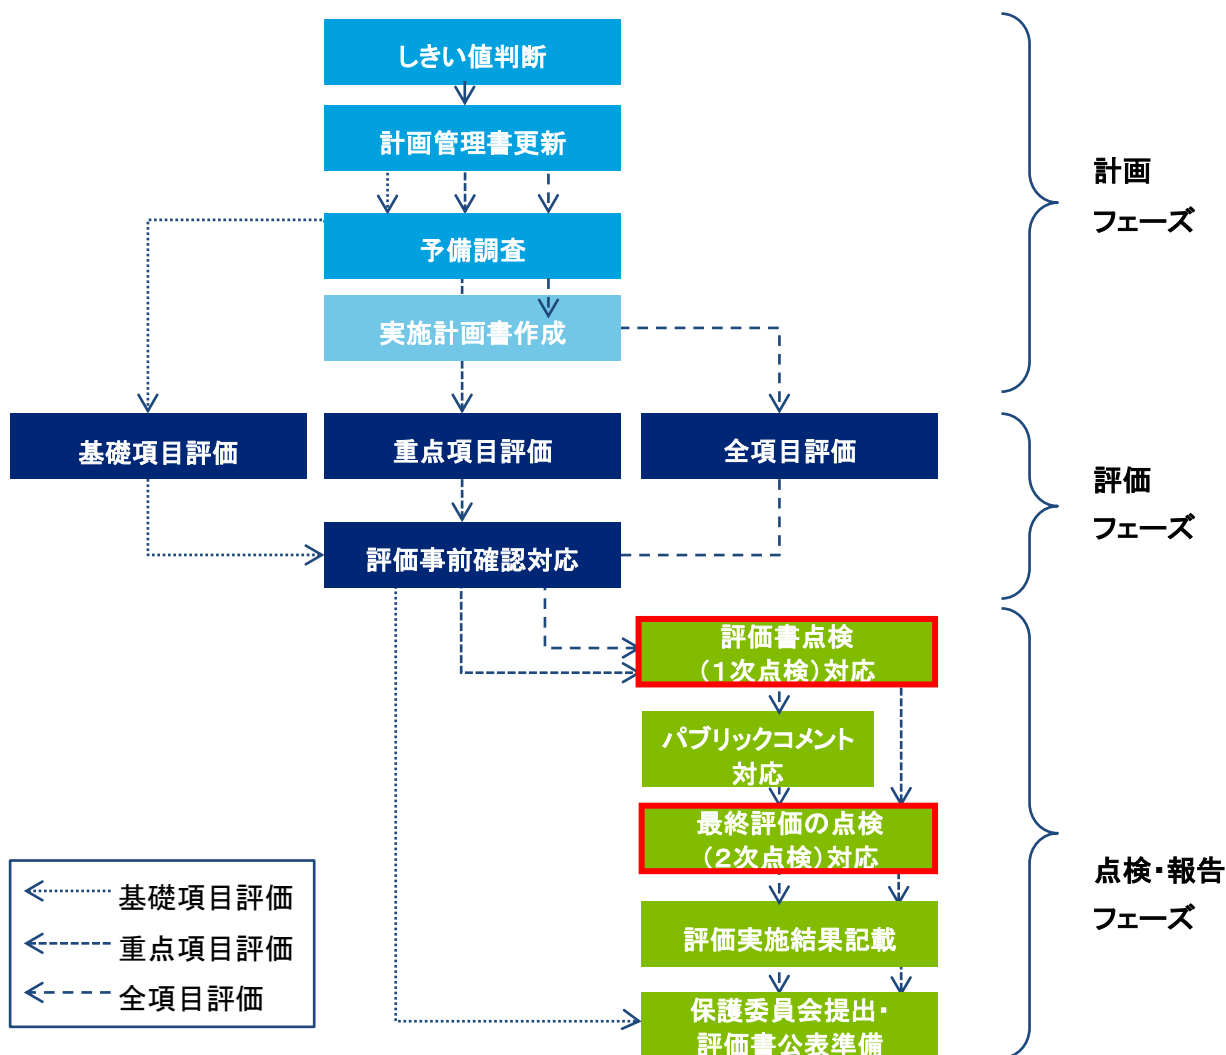 しきい値判断
計画管理書更新
予備調査
実施計画書作成
計画
フェーズ
基礎項目評価
重点項目評価
全項目評価
評価事前確認対応
評価
フェーズ
評価書点検
(1次点検)対応
パブリックコメント
対応
最終評価の点検
(2次点検)対応
評価実施結果記載
保護委員会提出・
評価書公表準備
点検・報告
フェーズ
基礎項目評価
重点項目評価
全項目評価